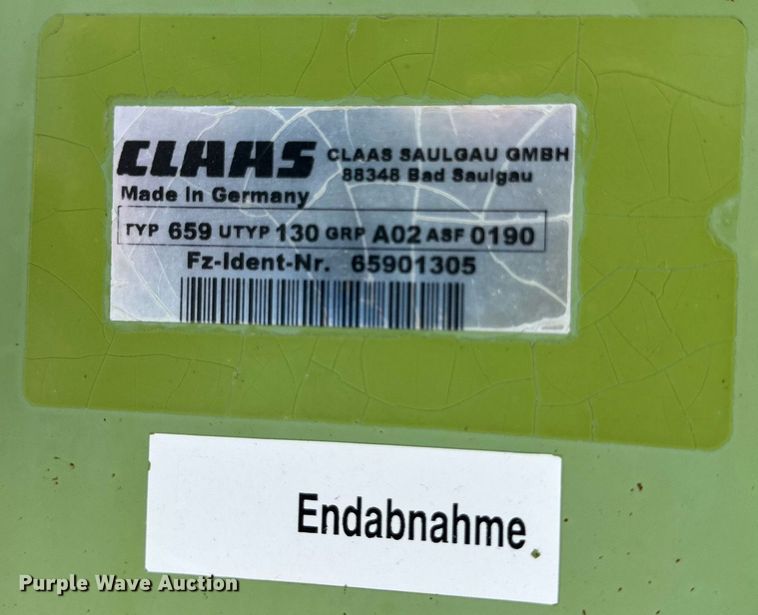 CLAAS CLAAS SAULGAU GMBH
88348 Bad Saulgau
Made in Germany
TYP 659 UTYP 130 GRP A02 ASF 0190
Fz-Ident-Nr. 65901305
Endabnahme
Purple Wave Auction